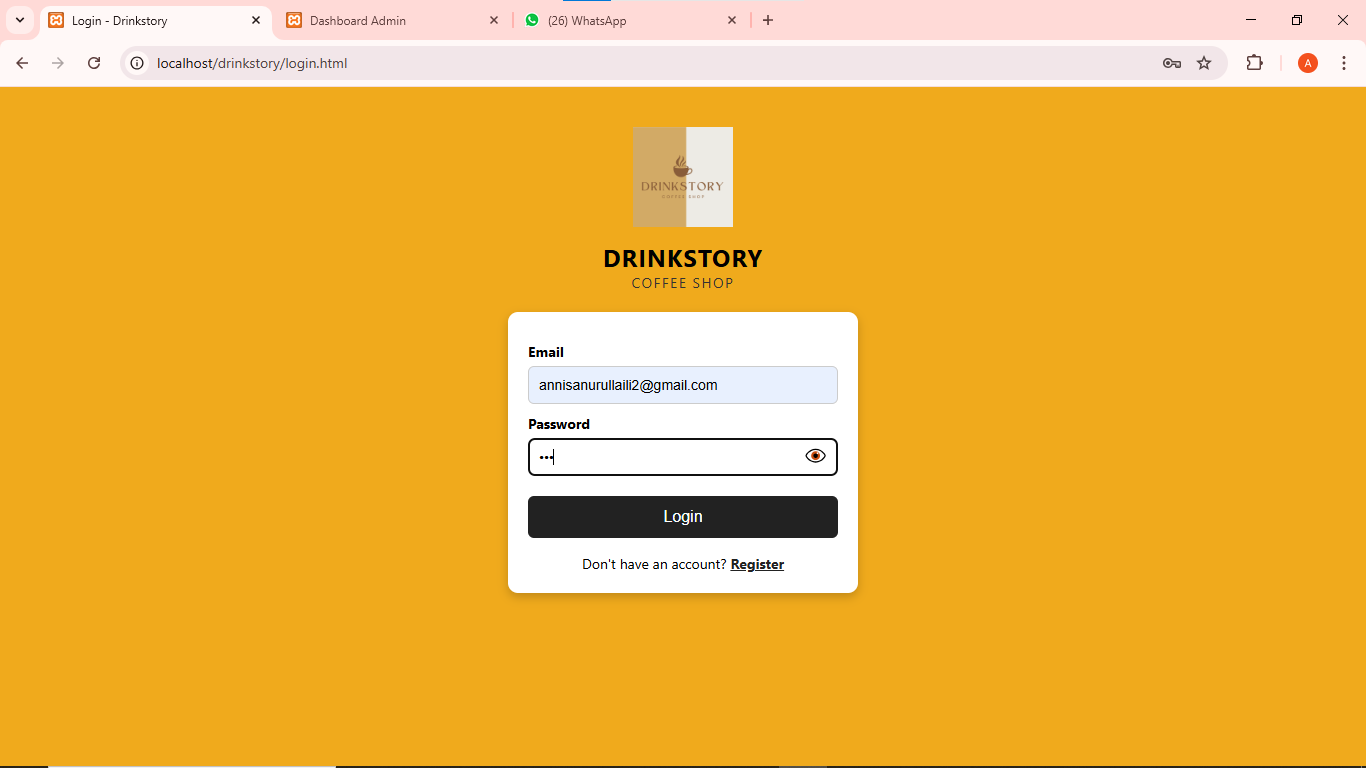 Login - Drinkstory
Dashboard Admin
(26) WhatsApp
localhost/drinkstory/login.html
A
DRINKSTORY
COFFEE SHOP
DRINKSTORY
COFFEE SHOP
Email
annisanurullaili2@gmail.com
Password
•••
Login
Don't have an account? Register